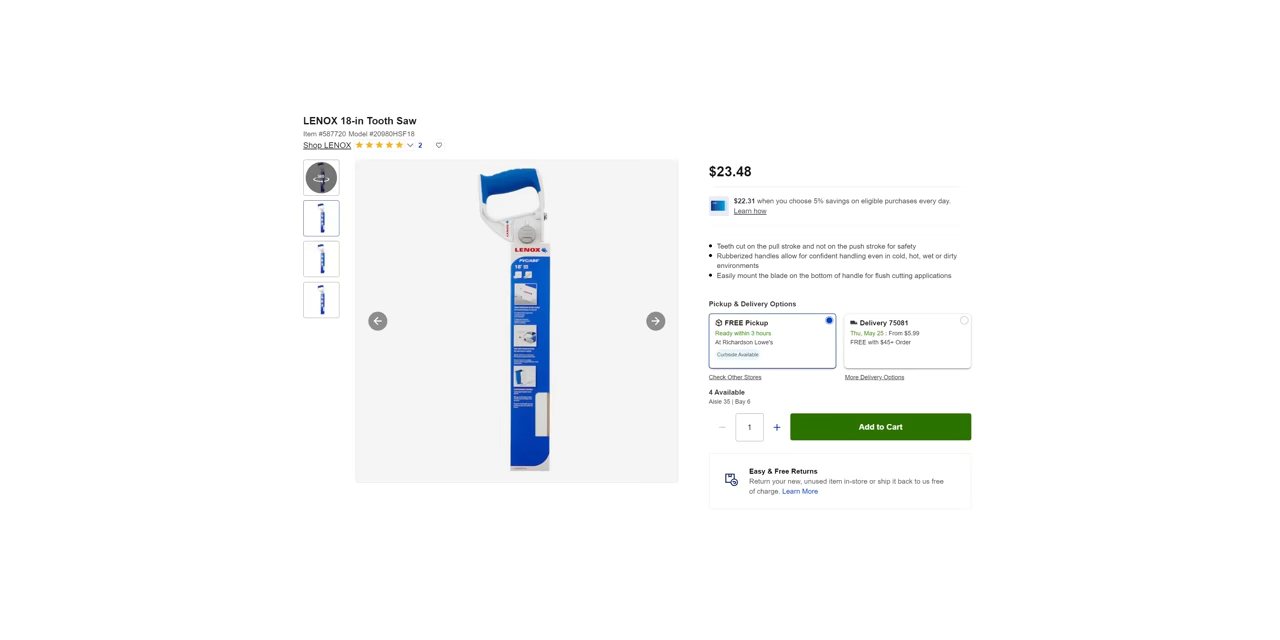 LENOX 18-in Tooth Saw
Item #587720 Model #20980HSF18
Shop LENOX
2
LENOX
18"
$23.48
$22.31 when you choose 5% savings on eligible purchases every day.
Learn how
Teeth cut on the pull stroke and not on the push stroke for safety
Rubberized handles allow for confident handling even in cold, hot, wet or dirty
environments
Easily mount the blade on the bottom of handle for flush cutting applications
Pickup & Delivery Options
FREE Pickup
Ready within 3 hours
At Richardson Lowe's
Curbside Available
Delivery 75081
Thu, May 25 | From $5.99
FREE with $45+ Order
Check Other Stores
More Delivery Options
4 Available
Aisle 35 | Bay 6
1
Add to Cart
Easy & Free Returns
Return your new, unused item in-store or ship it back to us free
of charge. Learn More